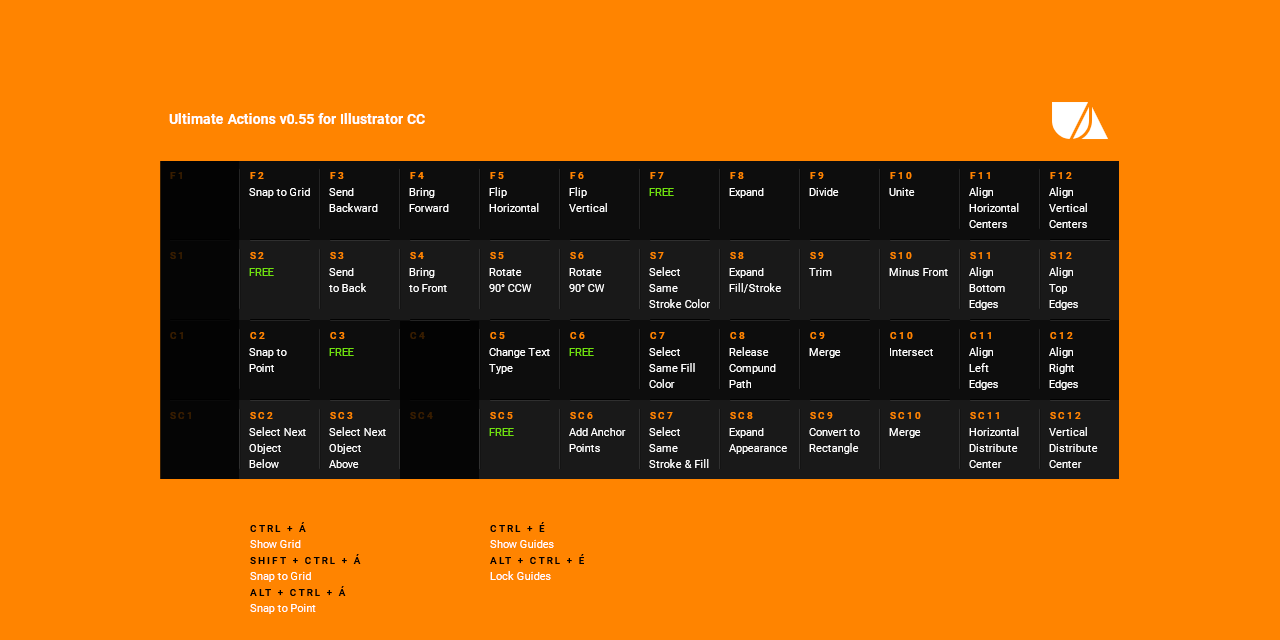 Ultimate Actions v0.55 for Illustrator CC
F1 F2 F3 F4 F5 F6 F7 F8 F9 F10 F11 F12
Snap to Grid Send Bring Flip Flip FREE Expand Divide Unite Align Align
Backward Forward Horizontal Vertical Horizontal Vertical
Centers Centers
S1 S2 S3 S4 S5 S6 S7 S8 S9 S10 S11 S12
FREE Send Bring Rotate Rotate Select Expand Trim Minus Front Align Align
to Back to Front 90° CCW 90° CW Same Fill/Stroke Bottom Top
Stroke Color Edges Edges
C1 C2 C3 C4 C5 C6 C7 C8 C9 C10 C11 C12
Snap to FREE Change Text FREE Select Release Merge Intersect Align Align
Point Type Same Fill Compund Left Right
Color Path Edges Edges
SC1 SC2 SC3 SC4 SC5 SC6 SC7 SC8 SC9 SC10 SC11 SC12
Select Next Select Next FREE Add Anchor Select Expand Convert to Merge Horizontal Vertical
Object Object Points Same Appearance Rectangle Distribute Distribute
Below Above Stroke & Fill Center Center
CTRL + Á CTRL + É
Show Grid Show Guides
SHIFT + CTRL + Á ALT + CTRL + É
Snap to Grid Lock Guides
ALT + CTRL + Á
Snap to Point